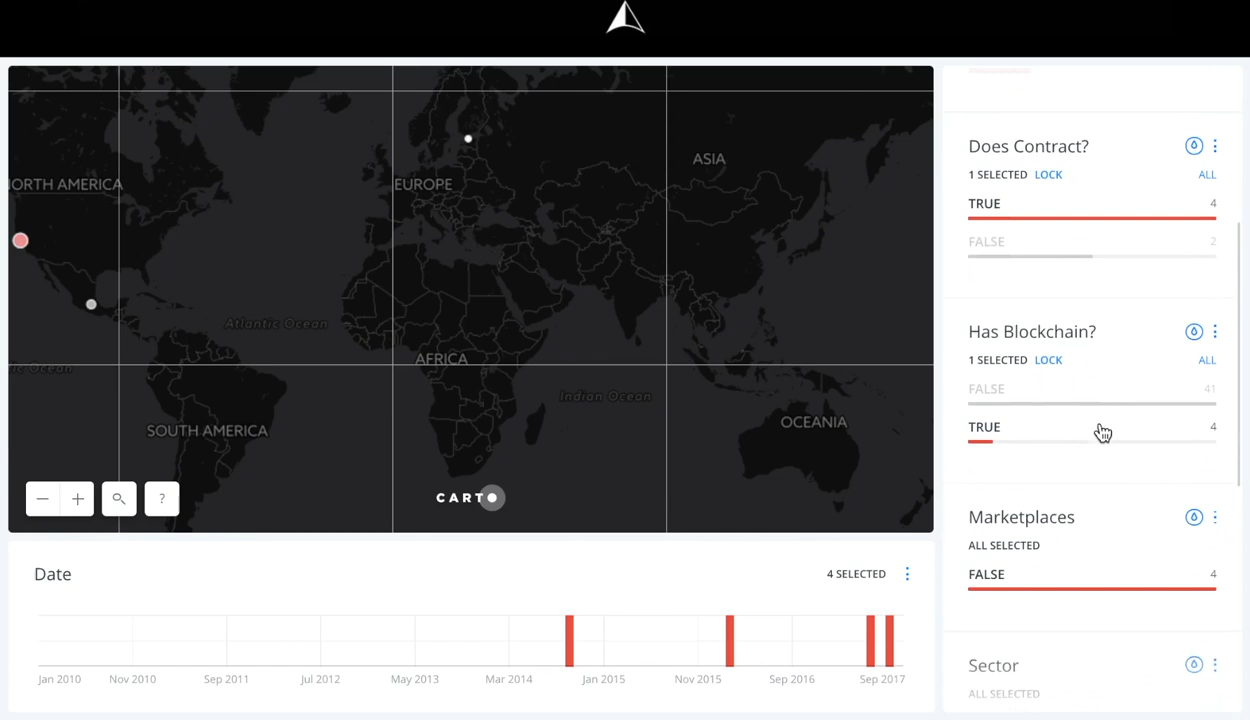 NORTH AMERICA
EUROPE
ASIA
Atlantic Ocean
AFRICA
Indian Ocean
SOUTH AMERICA
OCEANIA
CARTO
?
Date
4 SELECTED
Jan 2010
Nov 2010
Sep 2011
Jul 2012
May 2013
Mar 2014
Jan 2015
Nov 2015
Sep 2016
Sep 2017
Does Contract?
1 SELECTED LOCK ALL
TRUE 4
FALSE 2
Has Blockchain?
1 SELECTED LOCK ALL
FALSE 41
TRUE 4
Marketplaces
ALL SELECTED
FALSE 4
Sector
ALL SELECTED